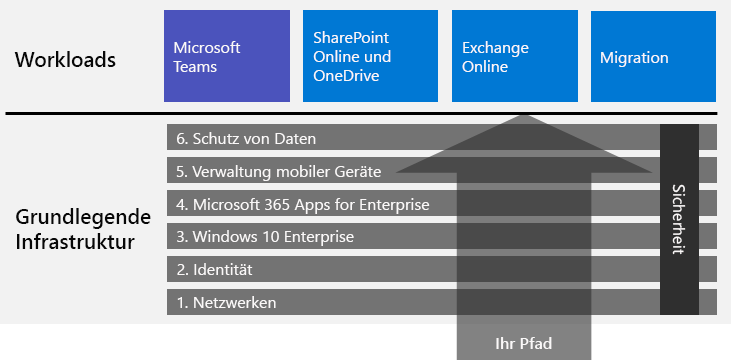 Workloads
Microsoft
Teams
SharePoint
Online und
OneDrive
Exchange
Online
Migration
Grundlegende
Infrastruktur
6. Schutz von Daten
5. Verwaltung mobiler Geräte
4. Microsoft 365 Apps for Enterprise
3. Windows 10 Enterprise
2. Identität
1. Netzwerken
Sicherheit
Ihr Pfad